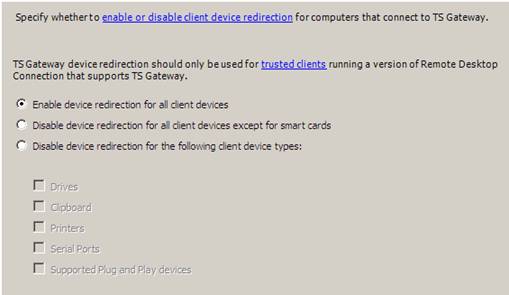 Specify whether to enable or disable client device redirection for computers that connect to TS Gateway.
TS Gateway device redirection should only be used for trusted clients running a version of Remote Desktop
Connection that supports TS Gateway.
Enable device redirection for all client devices
Disable device redirection for all client devices except for smart cards
Disable device redirection for the following client device types:
Drives
Clipboard
Printers
Serial Ports
Supported Plug and Play devices